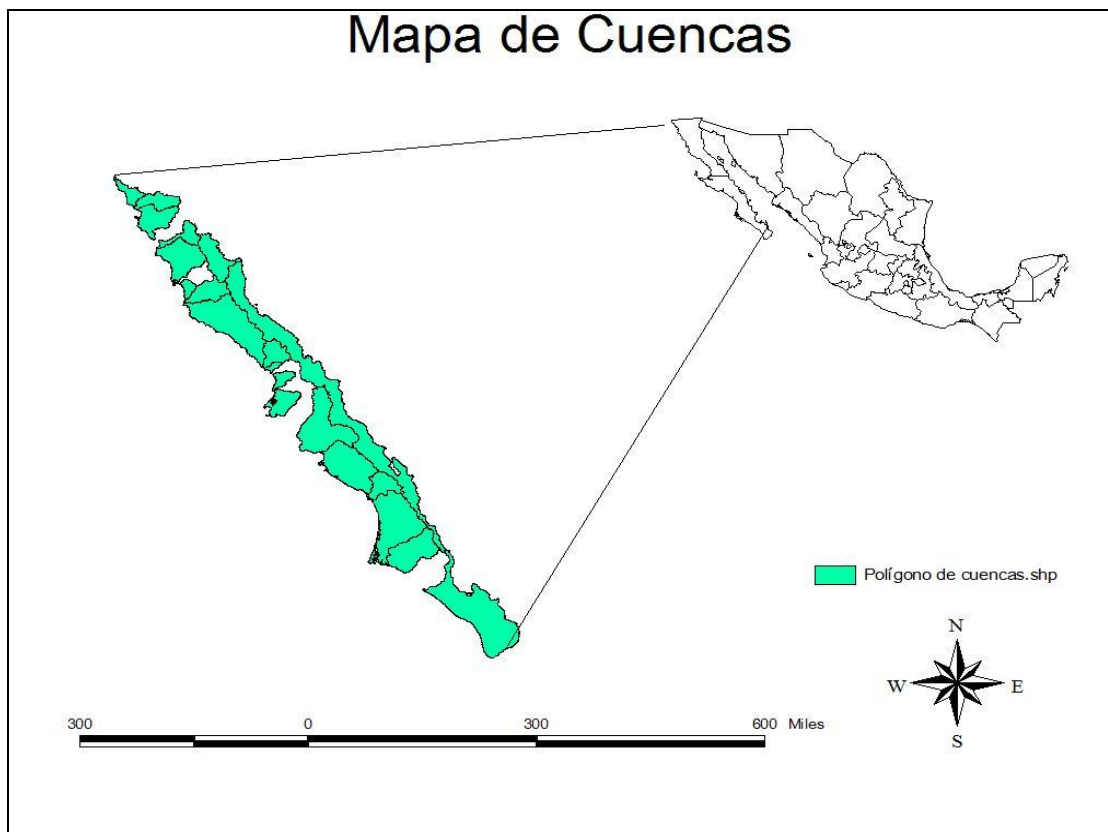 Mapa de Cuencas
Polígono de cuencas.shp
N
W E
S
300 0 300 600 Miles